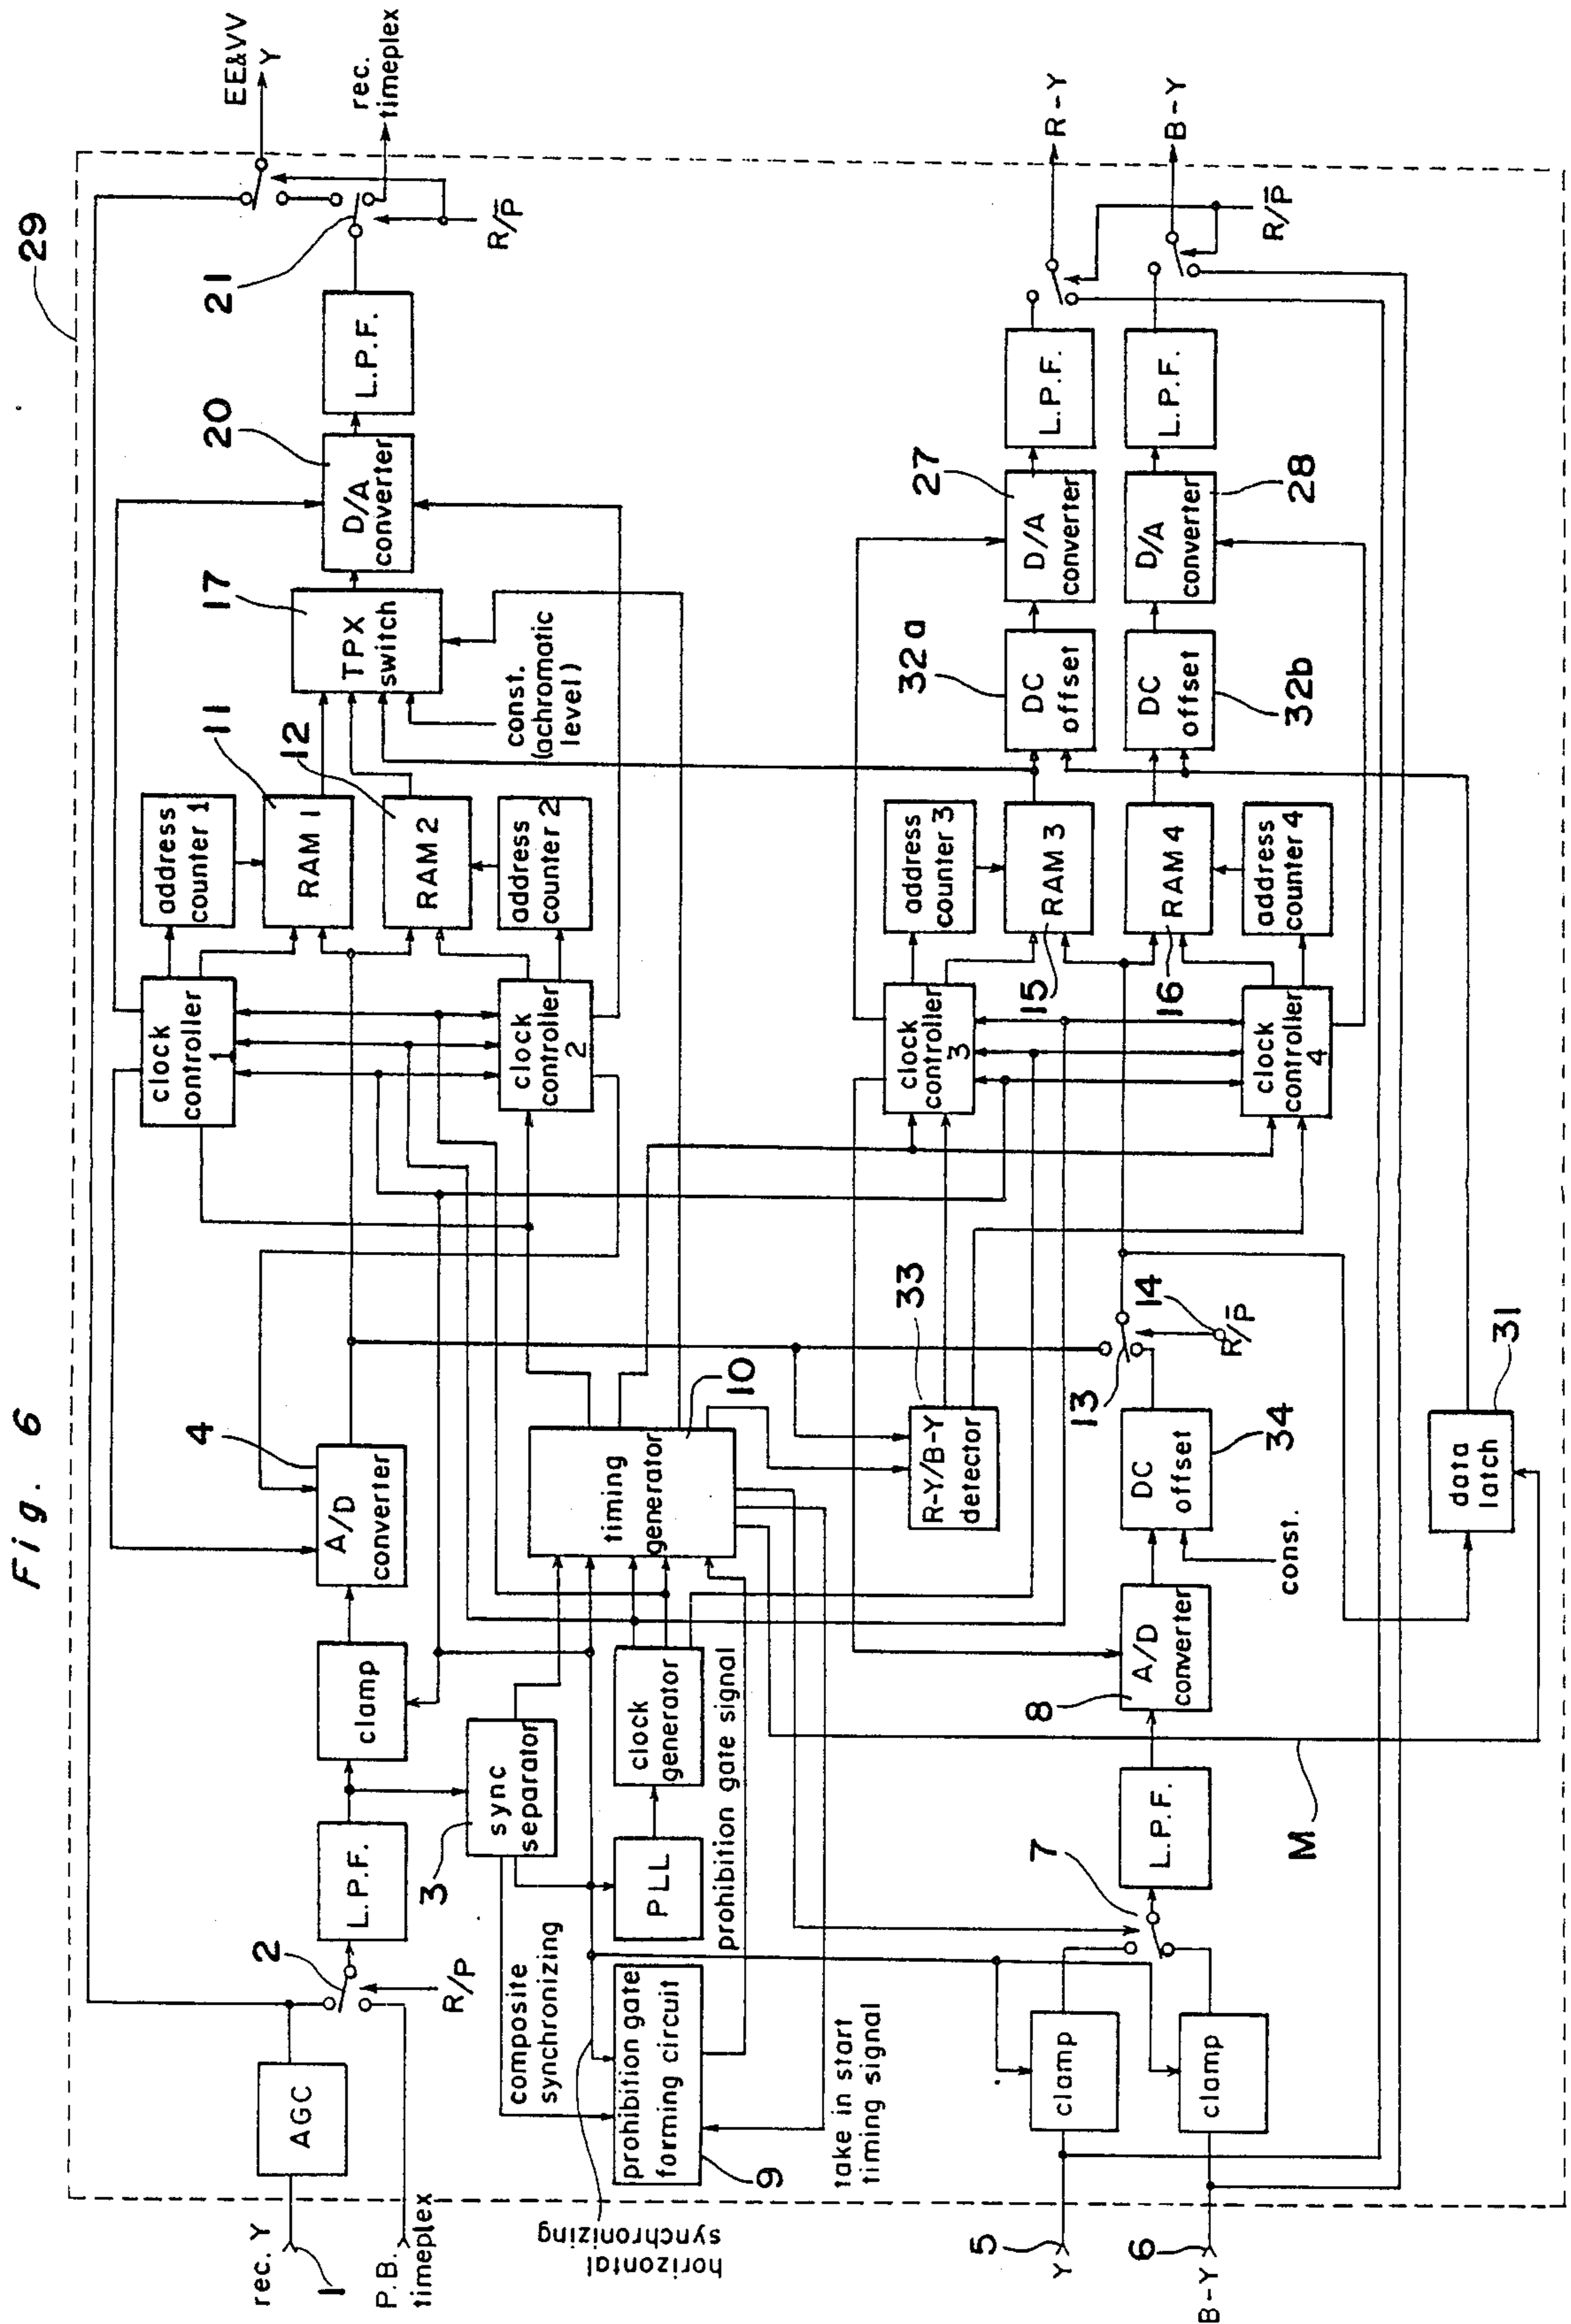 Fig. 6
29
rec. Y
1
P.B.
timeplex
AGC
2
R/P
L.P.F.
3
sync
separator
clamp
4
A/D
converter
clock
controller
1
address
counter 1
11
RAM 1
12
RAM 2
address
counter 2
clock
controller
2
17
TPX
switch
const.
(achromatic
level)
20
D/A
converter
L.P.F.
21
R/P̅
EE&VV
Y
rec.
timeplex
horizontal
synchronizing
composite
synchronizing
prohibition gate
forming circuit
9
take in start
timing signal
PLL
clock
generator
prohibition gate signal
timing
generator
10
R-Y/B-Y
detector
33
5
Y
6
B-Y
clamp
clamp
7
L.P.F.
M
8
A/D
converter
const.
DC
offset
34
13
14
R/P̅
data
latch
31
clock
controller
3
address
counter 3
15
RAM 3
16
RAM 4
address
counter 4
clock
controller
4
32a
DC
offset
DC
offset
32b
27
D/A
converter
D/A
converter
28
L.P.F.
L.P.F.
R/P̅
R-Y
B-Y